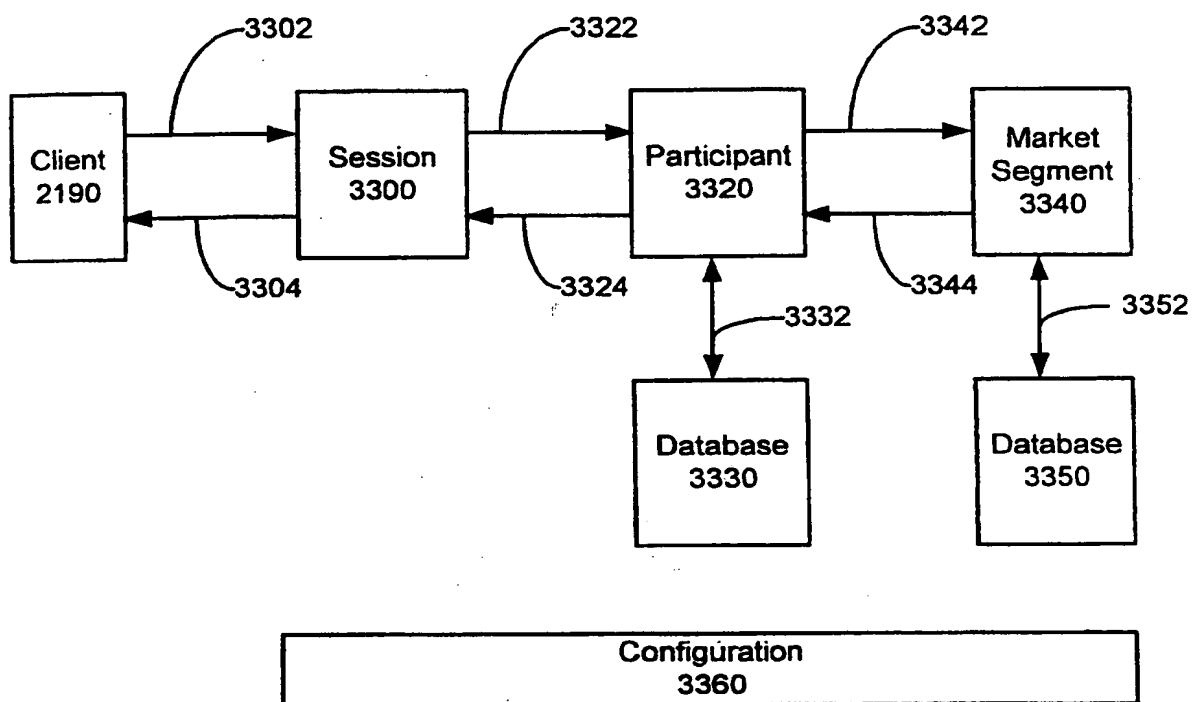 3302
3322
3342
Client
2190
Session
3300
Participant
3320
Market
Segment
3340
3304
3324
3344
3332
3352
Database
3330
Database
3350
Configuration
3360